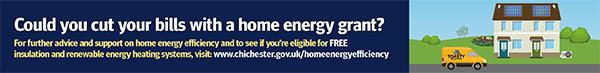 Could you cut your bills with a home energy grant?
For further advice and support on home energy efficiency and to see if you're eligible for FREE
insulation and renewable energy heating systems, visit: www.chichester.gov.uk/homeenergyefficiency
TOASTY